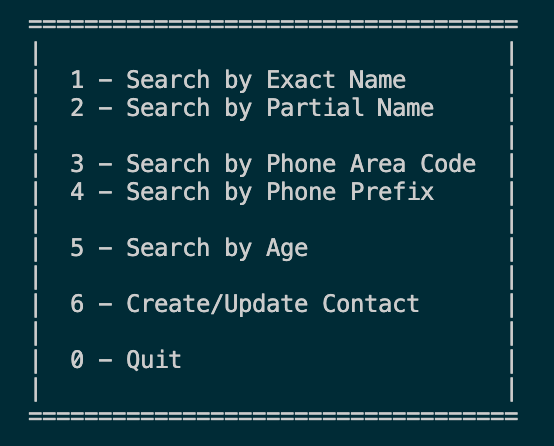 ===================================
|                                 |
|  1 – Search by Exact Name       |
|  2 – Search by Partial Name     |
|                                 |
|  3 – Search by Phone Area Code  |
|  4 – Search by Phone Prefix     |
|                                 |
|  5 – Search by Age              |
|                                 |
|  6 – Create/Update Contact      |
|                                 |
|  0 – Quit                       |
|                                 |
===================================